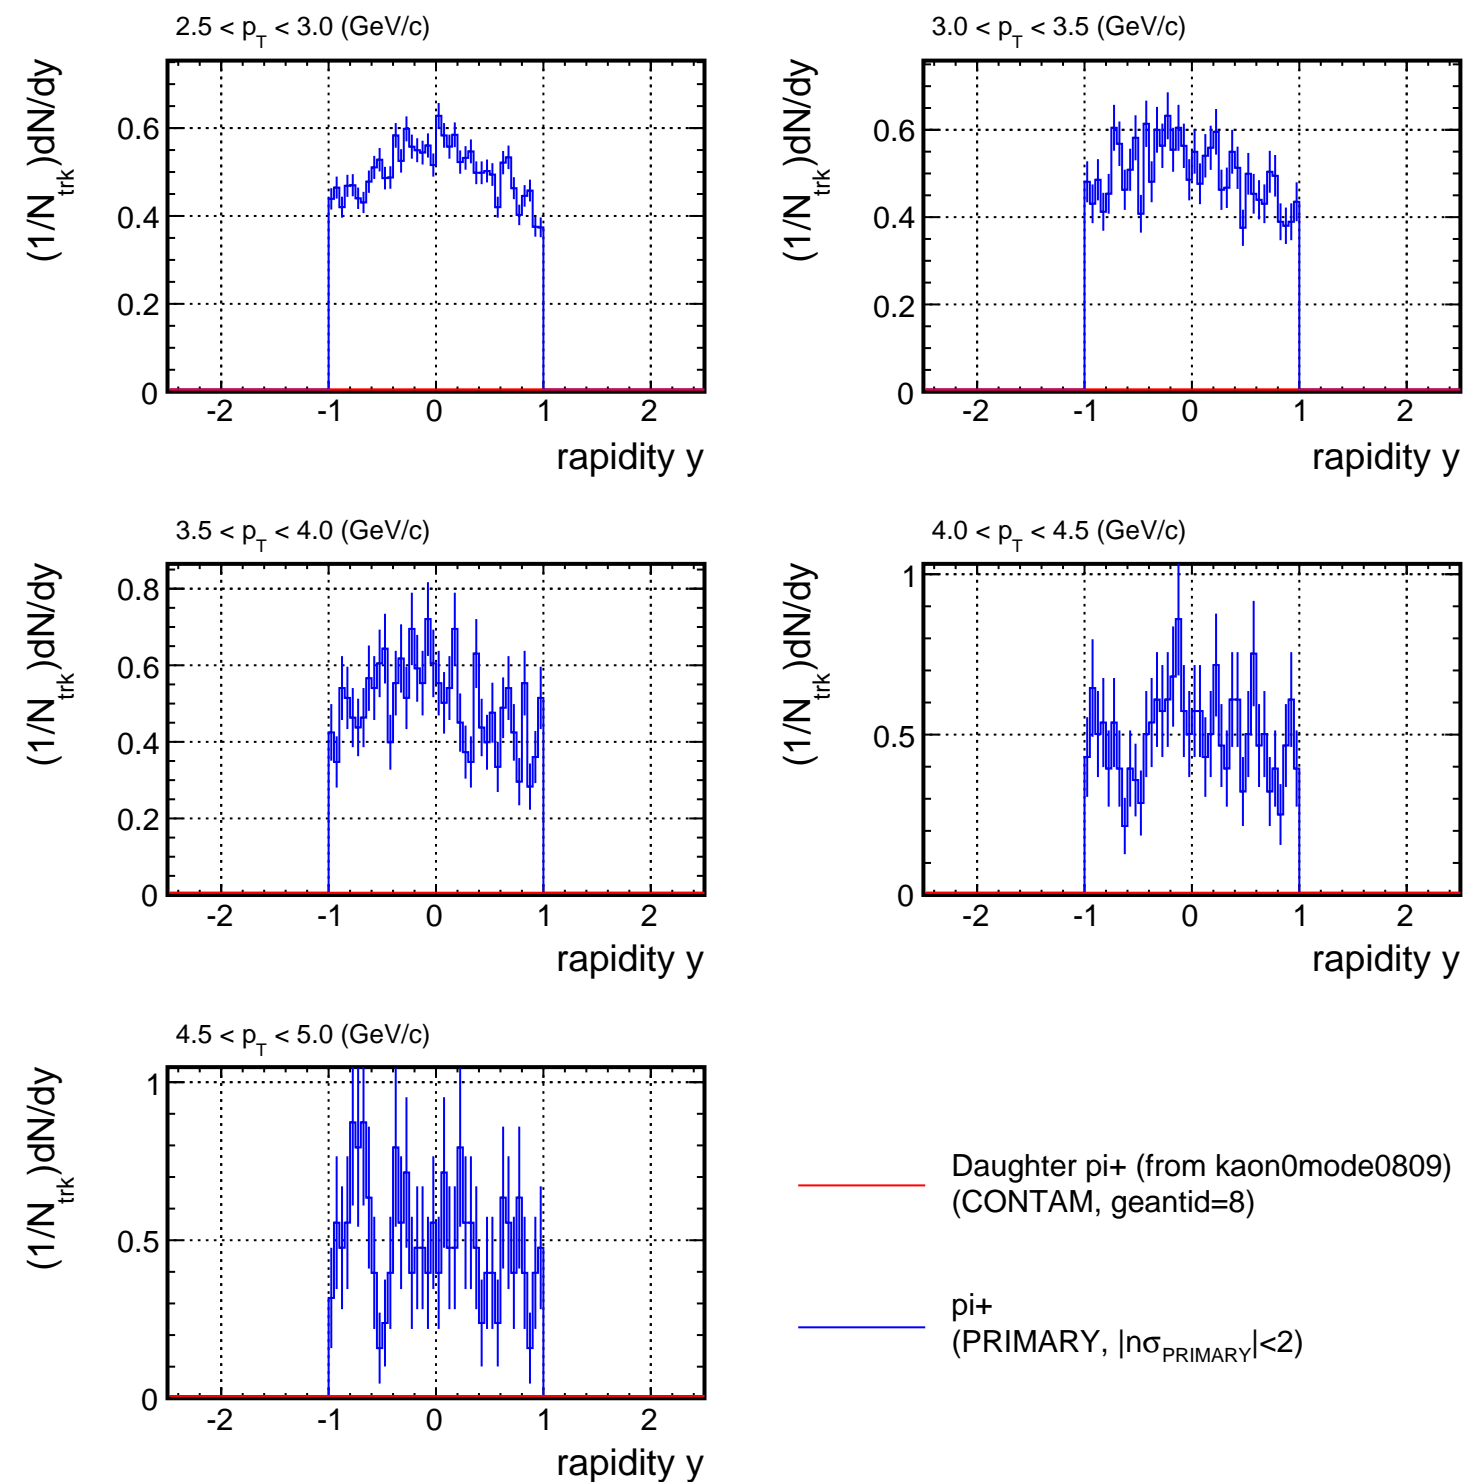 2.5 < p_T < 3.0 (GeV/c)
(1/N_trk)dN/dy
0.6
0.4
0.2
0
-2 -1 0 1 2
rapidity y
3.0 < p_T < 3.5 (GeV/c)
(1/N_trk)dN/dy
0.6
0.4
0.2
0
-2 -1 0 1 2
rapidity y
3.5 < p_T < 4.0 (GeV/c)
(1/N_trk)dN/dy
0.8
0.6
0.4
0.2
0
-2 -1 0 1 2
rapidity y
4.0 < p_T < 4.5 (GeV/c)
(1/N_trk)dN/dy
1
0.5
0
-2 -1 0 1 2
rapidity y
4.5 < p_T < 5.0 (GeV/c)
(1/N_trk)dN/dy
1
0.5
0
-2 -1 0 1 2
rapidity y
Daughter pi+ (from kaon0mode0809)
(CONTAM, geantid=8)
pi+
(PRIMARY, |nσ_PRIMARY|<2)